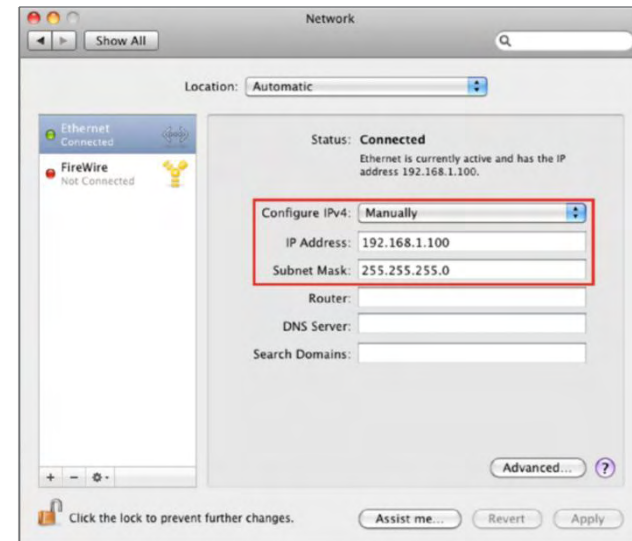 Network
Show All
Location: Automatic
Ethernet
Connected
FireWire
Not Connected
Status: Connected
Ethernet is currently active and has the IP
address 192.168.1.100.
Configure IPv4: Manually
IP Address: 192.168.1.100
Subnet Mask: 255.255.255.0
Router:
DNS Server:
Search Domains:
Advanced... ?
+ −
Click the lock to prevent further changes.
Assist me... Revert Apply